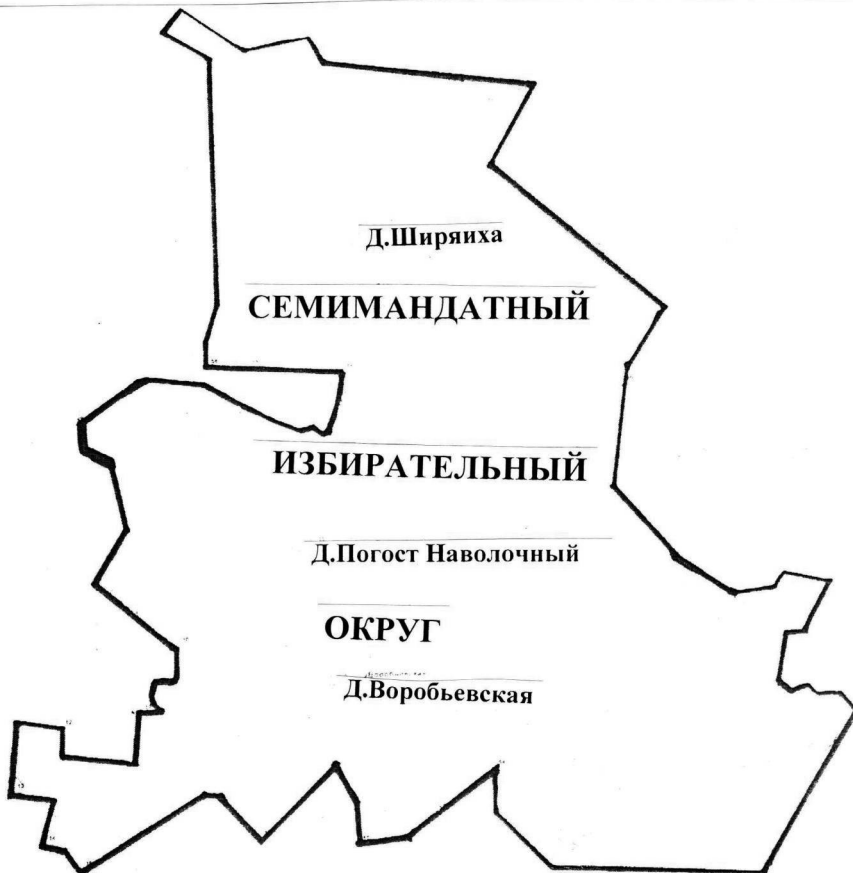 Д.Ширяиха
СЕМИМАНДАТНЫЙ
ИЗБИРАТЕЛЬНЫЙ
Д.Погост Наволочный
ОКРУГ
Д.Воробьевская